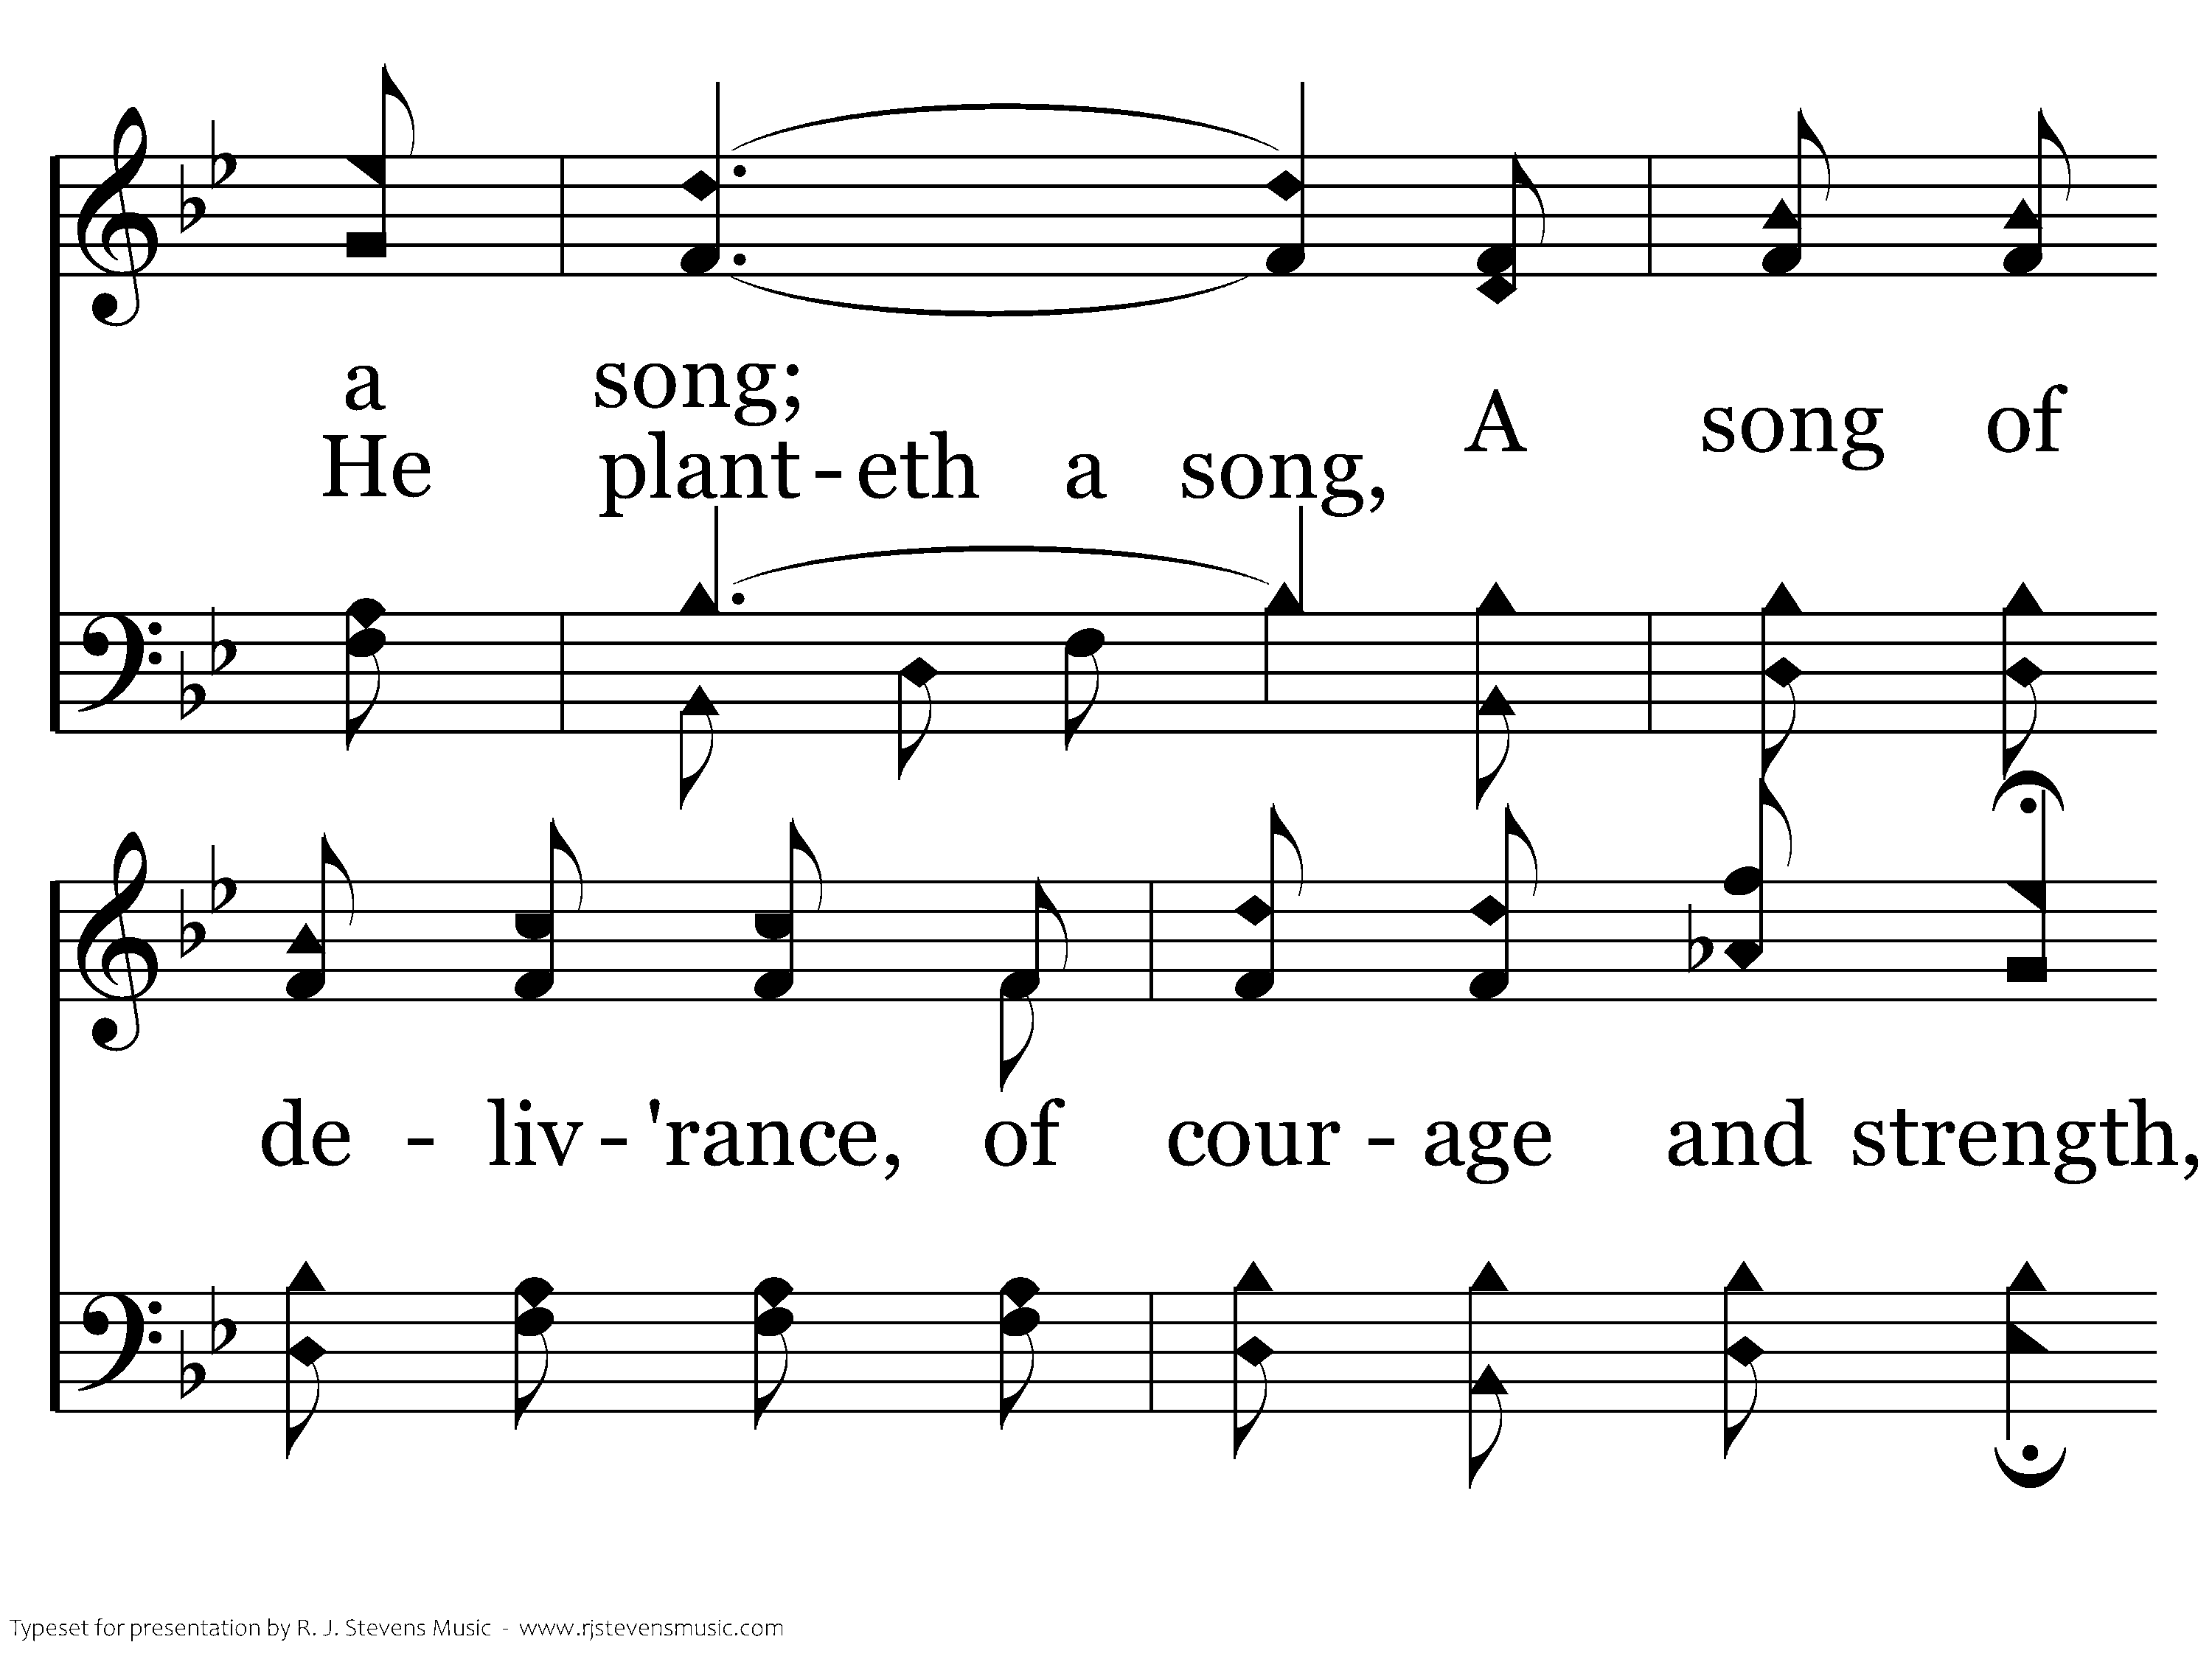 a song;
He plant - eth a song,
A song of
de - liv - 'rance, of cour - age and strength,
Typeset for presentation by R. J. Stevens Music - www.rjstevensmusic.com